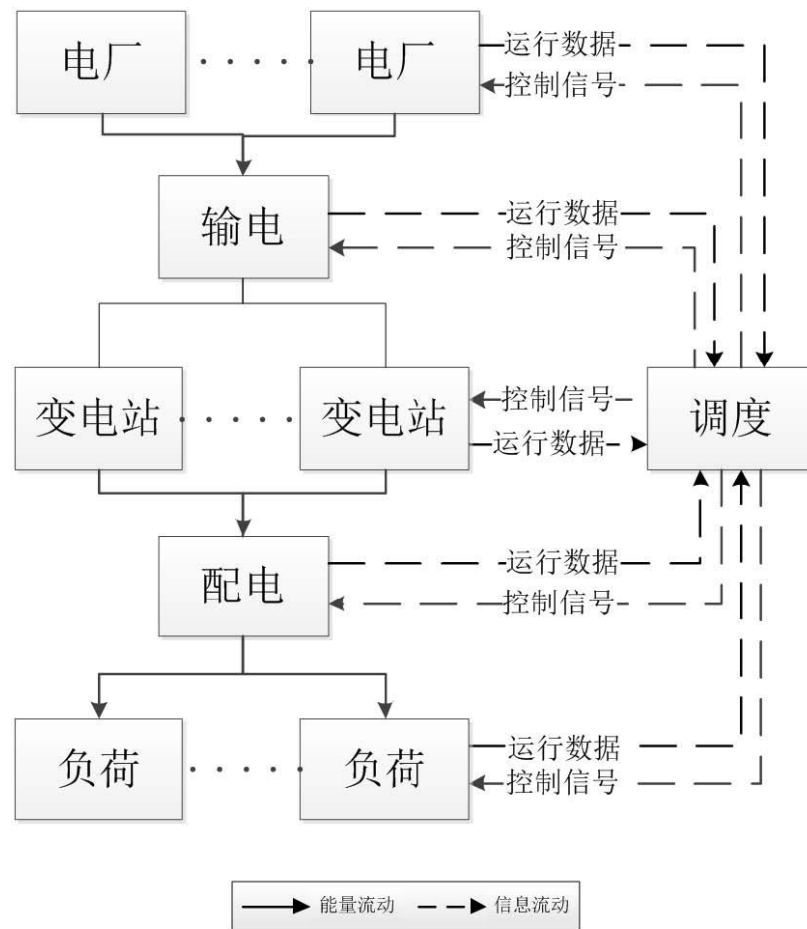 电厂
电厂
运行数据
控制信号
输电
运行数据
控制信号
变电站
变电站
控制信号
运行数据
调度
配电
运行数据
控制信号
负荷
负荷
运行数据
控制信号
能量流动
信息流动